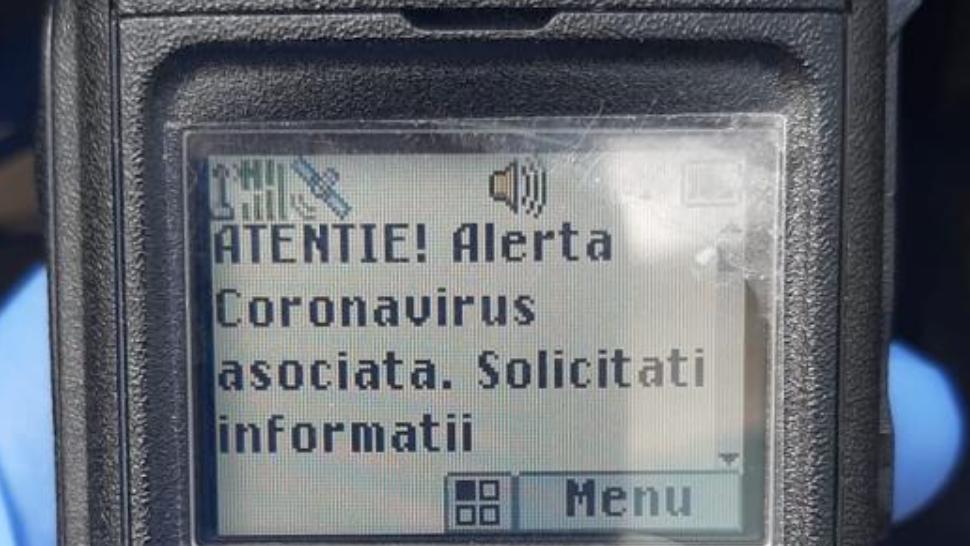 ATENTIE! Alerta
Coronavirus
asociata. Solicitati
informatii
Menu